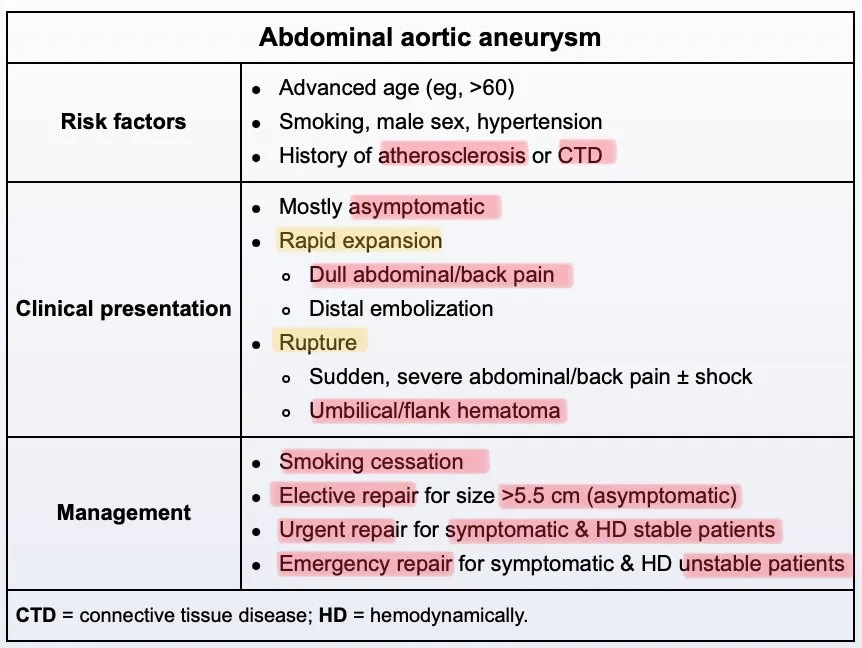 Abdominal aortic aneurysm
Risk factors
• Advanced age (eg, >60)
• Smoking, male sex, hypertension
• History of atherosclerosis or CTD
Clinical presentation
• Mostly asymptomatic
• Rapid expansion
o Dull abdominal/back pain
o Distal embolization
• Rupture
o Sudden, severe abdominal/back pain ± shock
o Umbilical/flank hematoma
Management
• Smoking cessation
• Elective repair for size >5.5 cm (asymptomatic)
• Urgent repair for symptomatic & HD stable patients
• Emergency repair for symptomatic & HD unstable patients
CTD = connective tissue disease; HD = hemodynamically.